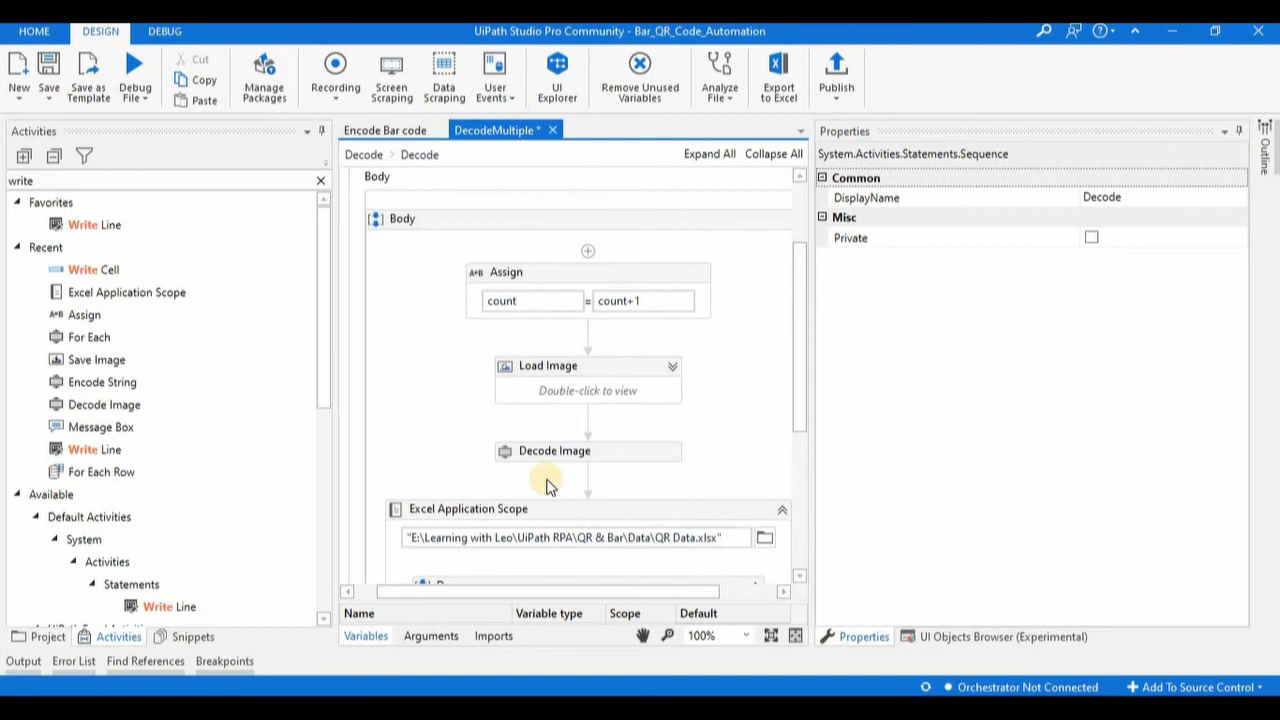 HOME
DESIGN
DEBUG
UiPath Studio Pro Community - Bar_QR_Code_Automation
New
Save
Save as Template
Debug File
Cut
Copy
Paste
Manage Packages
Recording
Screen Scraping
Data Scraping
User Events
UI Explorer
Remove Unused Variables
Analyze File
Export to Excel
Publish
Activities
write
Favorites
Write Line
Recent
Write Cell
Excel Application Scope
Assign
For Each
Save Image
Encode String
Decode Image
Message Box
Write Line
For Each Row
Available
Default Activities
System
Activities
Statements
Write Line
Project
Activities
Snippets
Encode Bar code
DecodeMultiple *
Decode > Decode
Expand All
Collapse All
Body
Body
A*B Assign
count = count+1
Load Image
Double-click to view
Decode Image
Excel Application Scope
"E:\Learning with Leo\UiPath RPA\QR & Bar\Data\QR Data.xlsx"
Name
Variable type
Scope
Default
Variables
Arguments
Imports
100%
Properties
System.Activities.Statements.Sequence
Common
DisplayName
Decode
Misc
Private
Properties
UI Objects Browser (Experimental)
Outline
Output
Error List
Find References
Breakpoints
Orchestrator Not Connected
Add To Source Control